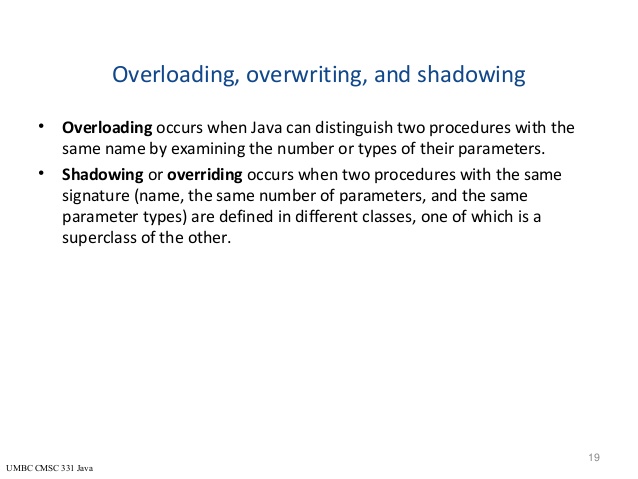 Overloading, overwriting, and shadowing
• Overloading occurs when Java can distinguish two procedures with the
same name by examining the number or types of their parameters.
• Shadowing or overriding occurs when two procedures with the same
signature (name, the same number of parameters, and the same
parameter types) are defined in different classes, one of which is a
superclass of the other.
19
UMBC CMSC 331 Java